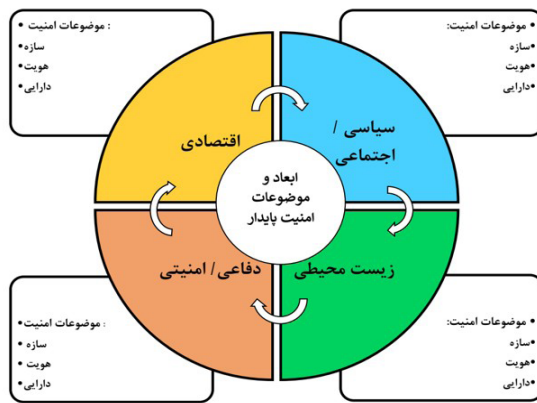 • موضوعات امنیت:
•سازه
•هویت
•دارایی
• موضوعات امنیت :
•سازه
•هویت
•دارایی
سیاسی /
اجتماعی
اقتصادی
ابعاد و
موضوعات
امنیت پایدار
زیست محیطی
دفاعی/ امنیتی
• موضوعات امنیت:
•سازه
•هویت
•دارایی
•موضوعات امنیت :
• سازه
• هویت
• دارایی